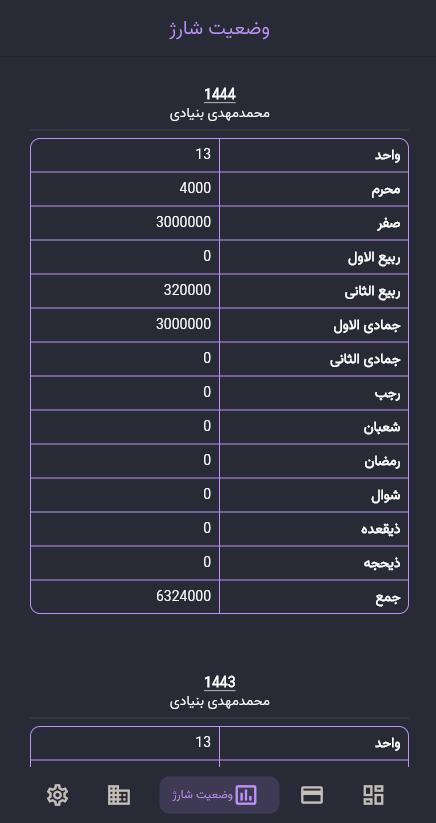 وضعیت شارژ
1444
محمدمهدی بنیادی
واحد 13
محرم 4000
صفر 3000000
ربیع الاول 0
ربیع الثانی 320000
جمادی الاول 3000000
جمادی الثانی 0
رجب 0
شعبان 0
رمضان 0
شوال 0
ذیقعده 0
ذیحجه 0
جمع 6324000
1443
محمدمهدی بنیادی
واحد 13
وضعیت شارژ